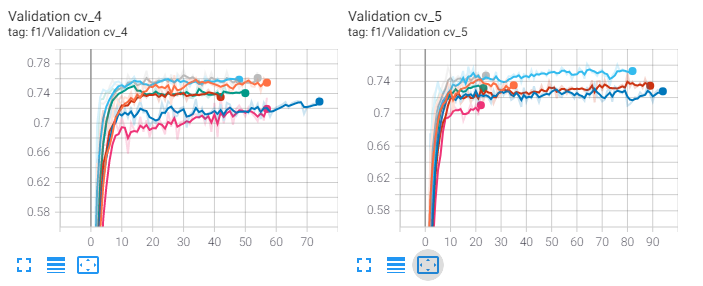 Validation cv_4
tag: f1/Validation cv_4
0.78
0.74
0.7
0.66
0.62
0.58
0 10 20 30 40 50 60 70
Validation cv_5
tag: f1/Validation cv_5
0.74
0.7
0.66
0.62
0.58
0 10 20 30 40 50 60 70 80 90